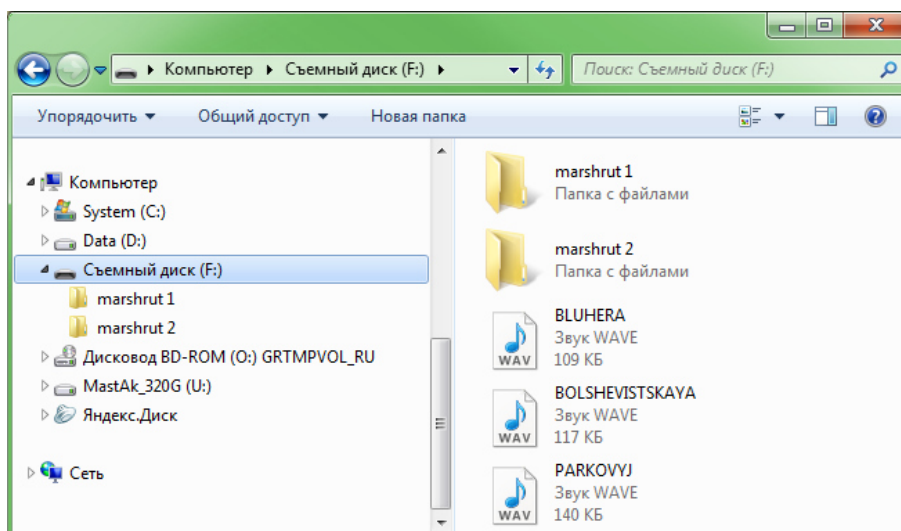 Компьютер Съемный диск (F:) Поиск: Съемный диск (F:)
Упорядочить Общий доступ Новая папка
Компьютер
System (C:)
Data (D:)
Съемный диск (F:)
marshrut 1
marshrut 2
Дисковод BD-ROM (O:) GRTMPVOL_RU
MastAk_320G (U:)
Яндекс.Диск
Сеть
marshrut 1
Папка с файлами
marshrut 2
Папка с файлами
WAV
BLUHERA
Звук WAVE
109 КБ
WAV
BOLSHEVISTSKAYA
Звук WAVE
117 КБ
WAV
PARKOVYJ
Звук WAVE
140 КБ